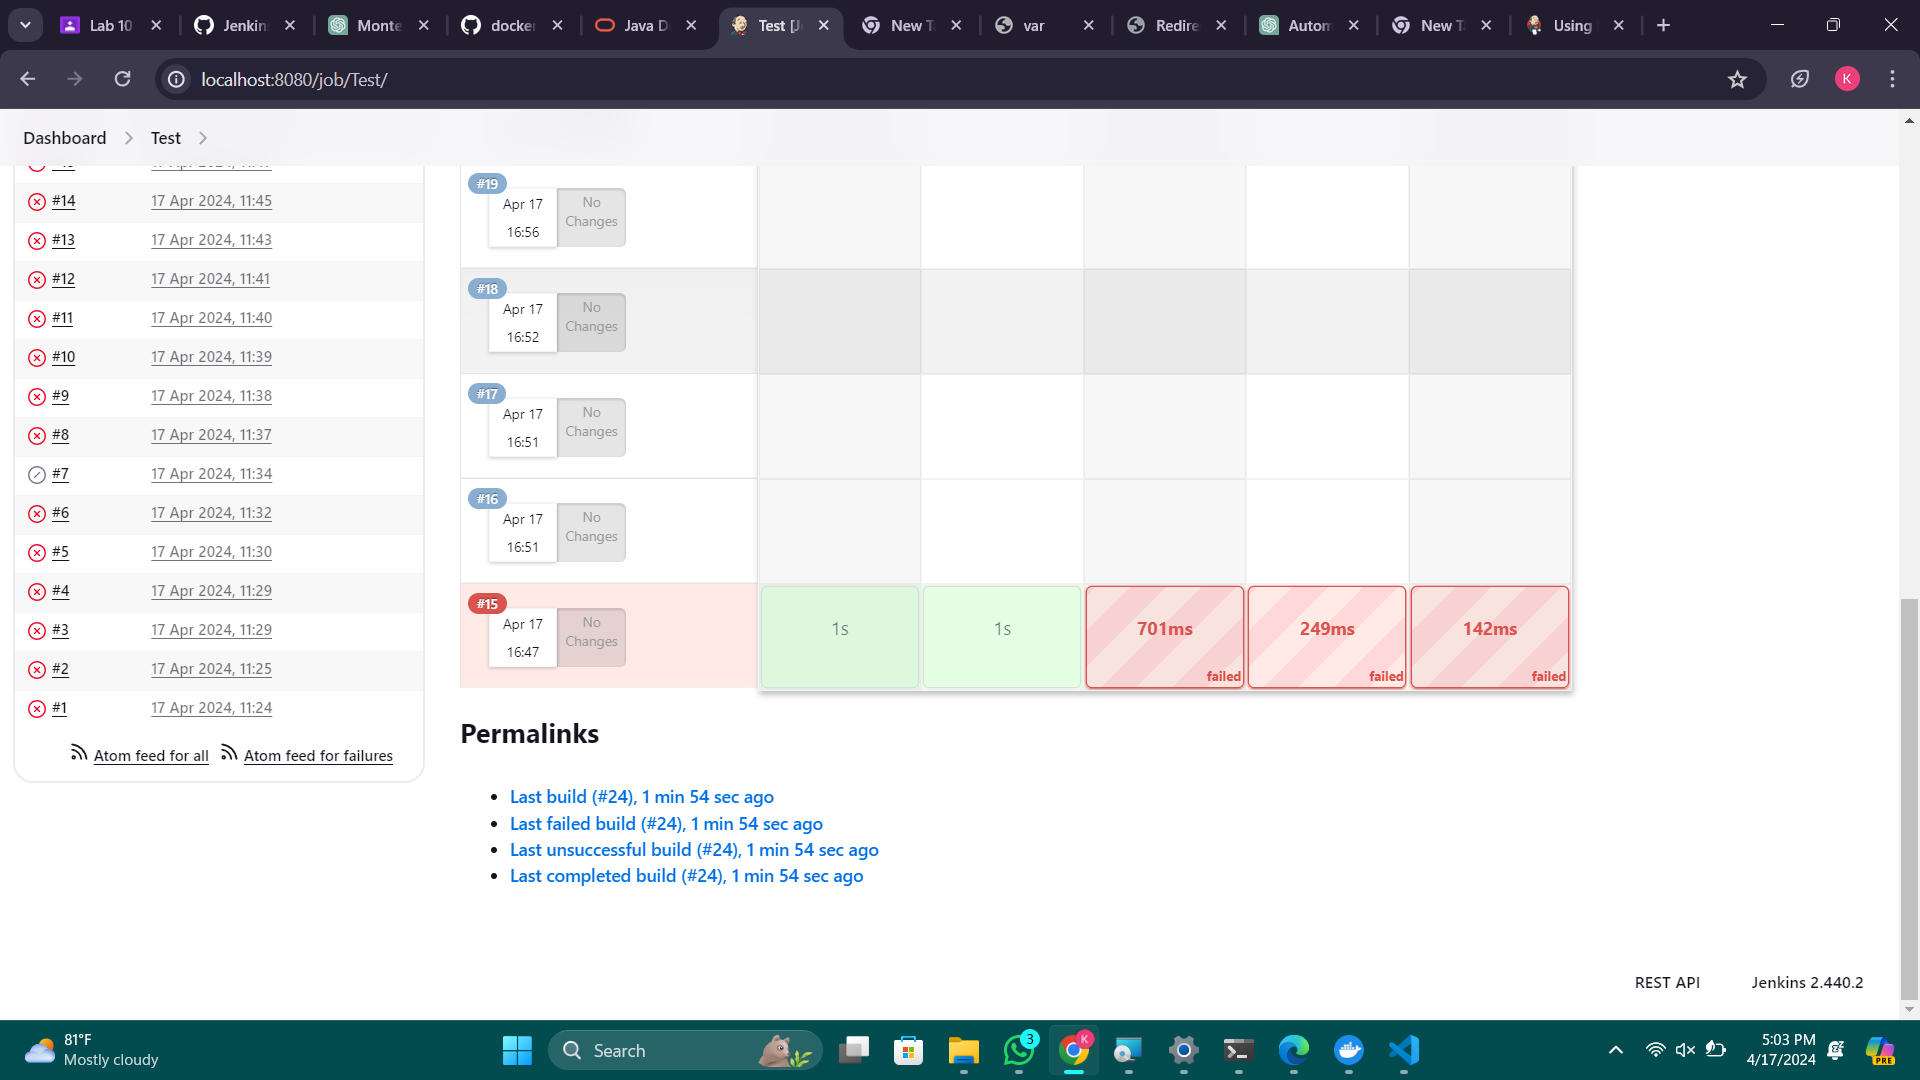 Lab 10
Jenkin
Monte
docker
Java D
Test [J
New T
var
Redire
Autom
New T
Using
localhost:8080/job/Test/
K
Dashboard
Test
#14 17 Apr 2024, 11:45
#13 17 Apr 2024, 11:43
#12 17 Apr 2024, 11:41
#11 17 Apr 2024, 11:40
#10 17 Apr 2024, 11:39
#9 17 Apr 2024, 11:38
#8 17 Apr 2024, 11:37
#7 17 Apr 2024, 11:34
#6 17 Apr 2024, 11:32
#5 17 Apr 2024, 11:30
#4 17 Apr 2024, 11:29
#3 17 Apr 2024, 11:29
#2 17 Apr 2024, 11:25
#1 17 Apr 2024, 11:24
Atom feed for all Atom feed for failures
#19
Apr 17
16:56
No
Changes
#18
Apr 17
16:52
No
Changes
#17
Apr 17
16:51
No
Changes
#16
Apr 17
16:51
No
Changes
#15
Apr 17
16:47
No
Changes
1s
1s
701ms
failed
249ms
failed
142ms
failed
Permalinks
Last build (#24), 1 min 54 sec ago
Last failed build (#24), 1 min 54 sec ago
Last unsuccessful build (#24), 1 min 54 sec ago
Last completed build (#24), 1 min 54 sec ago
REST API
Jenkins 2.440.2
81°F
Mostly cloudy
Search
3
K
5:03 PM
4/17/2024
PRE